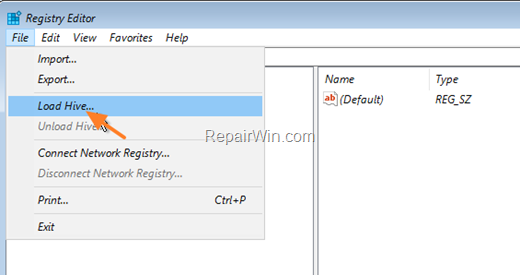 Registry Editor
File Edit View Favorites Help
Import...
Export...
Name Type
Load Hive...
ab (Default) REG_SZ
Unload Hive
RepairWin.com
Connect Network Registry...
Disconnect Network Registry...
Print... Ctrl+P
Exit